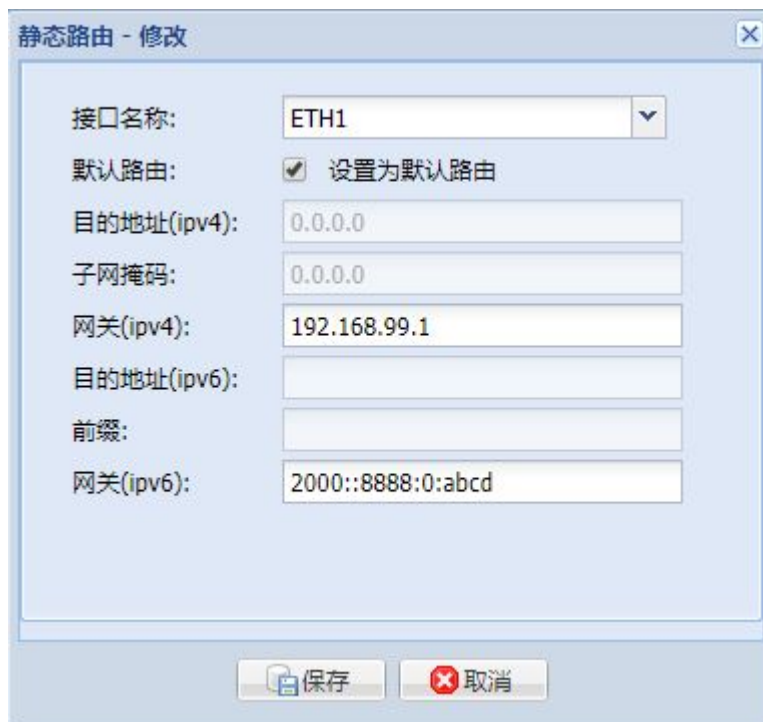 静态路由 - 修改
接口名称: ETH1
默认路由: 设置为默认路由
目的地址(ipv4): 0.0.0.0
子网掩码: 0.0.0.0
网关(ipv4): 192.168.99.1
目的地址(ipv6):
前缀:
网关(ipv6): 2000::8888:0:abcd
保存 取消